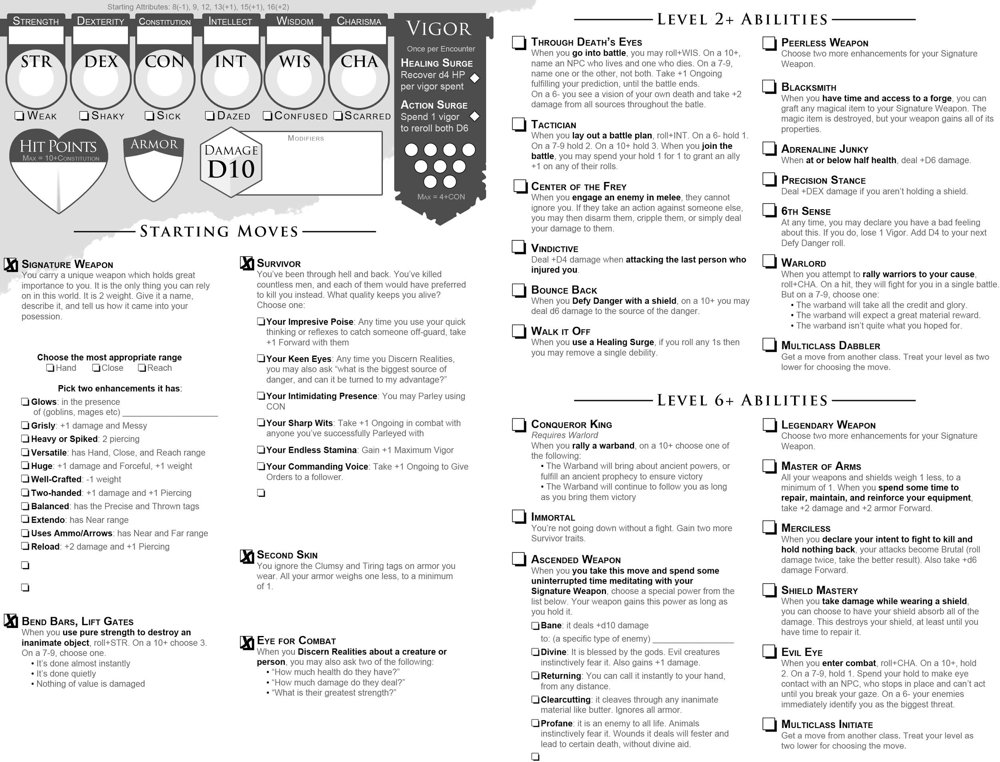 Starting Attributes: 8(-1), 9, 12, 13(+1), 15(+1), 16(+2)
STRENGTH DEXTERITY CONSTITUTION INTELLECT WISDOM CHARISMA
STR DEX CON INT WIS CHA
WEAK SHAKY SICK DAZED CONFUSED SCARRED
HIT POINTS
MAX = 10+CONSTITUTION
ARMOR
DAMAGE
D10
MODIFIERS
VIGOR
Once per Encounter
HEALING SURGE
Recover d4 HP
per vigor spent
ACTION SURGE
Spend 1 vigor
to reroll both D6
MAX = 4+CON
STARTING MOVES
SIGNATURE WEAPON
You carry a unique weapon which holds great
importance to you. It is the only thing you can rely
on in this world. It is 2 weight. Give it a name,
describe it, and tell us how it came into your
posession.
Choose the most appropriate range
Hand Close Reach
Pick two enhancements it has:
Glows: in the presence
of (goblins, mages etc) ____________________
Grisly: +1 damage and Messy
Heavy or Spiked: 2 piercing
Versatile: has Hand, Close, and Reach range
Huge: +1 damage and Forceful, +1 weight
Well-Crafted: -1 weight
Two-handed: +1 damage and +1 Piercing
Balanced: has the Precise and Thrown tags
Extendo: has Near range
Uses Ammo/Arrows: has Near and Far range
Reload: +2 damage and +1 Piercing
BEND BARS, LIFT GATES
When you use pure strength to destroy an
inanimate object, roll+STR. On a 10+ choose 3.
On a 7-9, choose one.
• It's done almost instantly
• It's done quietly
• Nothing of value is damaged
SURVIVOR
You've been through hell and back. You've killed
countless men, and each of them would have preferred
to kill you instead. What quality keeps you alive?
Choose one:
Your Impresive Poise: Any time you use your quick
thinking or reflexes to catch someone off-guard, take
+1 Forward with them
Your Keen Eyes: Any time you Discern Realities,
you may also ask “what is the biggest source of
danger, and can it be turned to my advantage?”
Your Intimidating Presence: You may Parley using
CON
Your Sharp Wits: Take +1 Ongoing in combat with
anyone you've successfully Parleyed with
Your Endless Stamina: Gain +1 Maximum Vigor
Your Commanding Voice: Take +1 Ongoing to Give
Orders to a follower.
SECOND SKIN
You ignore the Clumsy and Tiring tags on armor you
wear. All your armor weighs one less, to a minimum
of 1.
EYE FOR COMBAT
When you Discern Realities about a creature or
person, you may also ask two of the following:
• “How much health do they have?”
• “How much damage do they deal?”
• “What is their greatest strength?”
LEVEL 2+ ABILITIES
THROUGH DEATH'S EYES
When you go into battle, you may roll+WIS. On a 10+,
name an NPC who lives and one who dies. On a 7-9,
name one or the other, not both. Take +1 Ongoing
fulfilling your prediction, until the battle ends.
On a 6- you see a vision of your own death and take +2
damage from all sources throughout the batle.
TACTICIAN
When you lay out a battle plan, roll+INT. On a 6- hold 1.
On a 7-9 hold 2. On a 10+ hold 3. When you join the
battle, you may spend your hold 1 for 1 to grant an ally
+1 on any of their rolls.
CENTER OF THE FREY
When you engage an enemy in melee, they cannot
ignore you. If they take an action against someone else,
you may then disarm them, cripple them, or simply deal
your damage to them.
VINDICTIVE
Deal +D4 damage when attacking the last person who
injured you.
BOUNCE BACK
When you Defy Danger with a shield, on a 10+ you may
deal d6 damage to the source of the danger.
WALK IT OFF
When you use a Healing Surge, if you roll any 1s then
you may remove a single debility.
PEERLESS WEAPON
Choose two more enhancements for your Signature
Weapon.
BLACKSMITH
When you have time and access to a forge, you can
graft any magical item to your Signature Weapon. The
magic item is destroyed, but your weapon gains all of its
properties.
ADRENALINE JUNKY
When at or below half health, deal +D6 damage.
PRECISION STANCE
Deal +DEX damage if you aren't holding a shield.
6TH SENSE
At any time, you may declare you have a bad feeling
about this. If you do, lose 1 Vigor. Add D4 to your next
Defy Danger roll.
WARLORD
When you attempt to rally warriors to your cause,
roll+CHA. On a hit, they will fight for you in a single battle.
But on a 7-9, choose one:
• The warband will take all the credit and glory.
• The warband will expect a great material reward.
• The warband isn't quite what you hoped for.
MULTICLASS DABBLER
Get a move from another class. Treat your level as two
lower for choosing the move.
LEVEL 6+ ABILITIES
CONQUEROR KING
Requires Warlord
When you rally a warband, on a 10+ choose one of
the following:
• The Warband will bring about ancient powers, or
fulfill an ancient prophecy to ensure victory
• The Warband will continue to follow you as long
as you bring them victory
IMMORTAL
You're not going down without a fight. Gain two more
Survivor traits.
ASCENDED WEAPON
When you you take this move and spend some
uninterrupted time meditating with your
Signature Weapon, choose a special power from the
list below. Your weapon gains this power as long as
you hold it.
Bane: it deals +d10 damage
to: (a specific type of enemy) _________________
Divine: It is blessed by the gods. Evil creatures
instinctively fear it. Also gains +1 damage.
Returning: You can call it instantly to your hand,
from any distance.
Clearcutting: it cleaves through any inanimate
material like butter. Ignores all armor.
Profane: it is an enemy to all life. Animals
instinctively fear it. Wounds it deals will fester and
lead to certain death, without divine aid.
LEGENDARY WEAPON
Choose two more enhancements for your Signature
Weapon.
MASTER OF ARMS
All your weapons and shields weigh 1 less, to a
minimum of 1. When you spend some time to
repair, maintain, and reinforce your equipment,
take +2 damage and +2 armor Forward.
MERCILESS
When you declare your intent to fight to kill and
hold nothing back, your attacks become Brutal (roll
damage twice, take the better result). Also take +d6
damage Forward.
SHIELD MASTERY
When you take damage while wearing a shield,
you can choose to have your shield absorb all of the
damage. This destroys your shield, at least until you
have time to repair it.
EVIL EYE
When you enter combat, roll+CHA. On a 10+, hold
2. On a 7-9, hold 1. Spend your hold to make eye
contact with an NPC, who stops in place and can't act
until you break your gaze. On a 6- your enemies
immediately identify you as the biggest threat.
MULTICLASS INITIATE
Get a move from another class. Treat your level as
two lower for choosing the move.